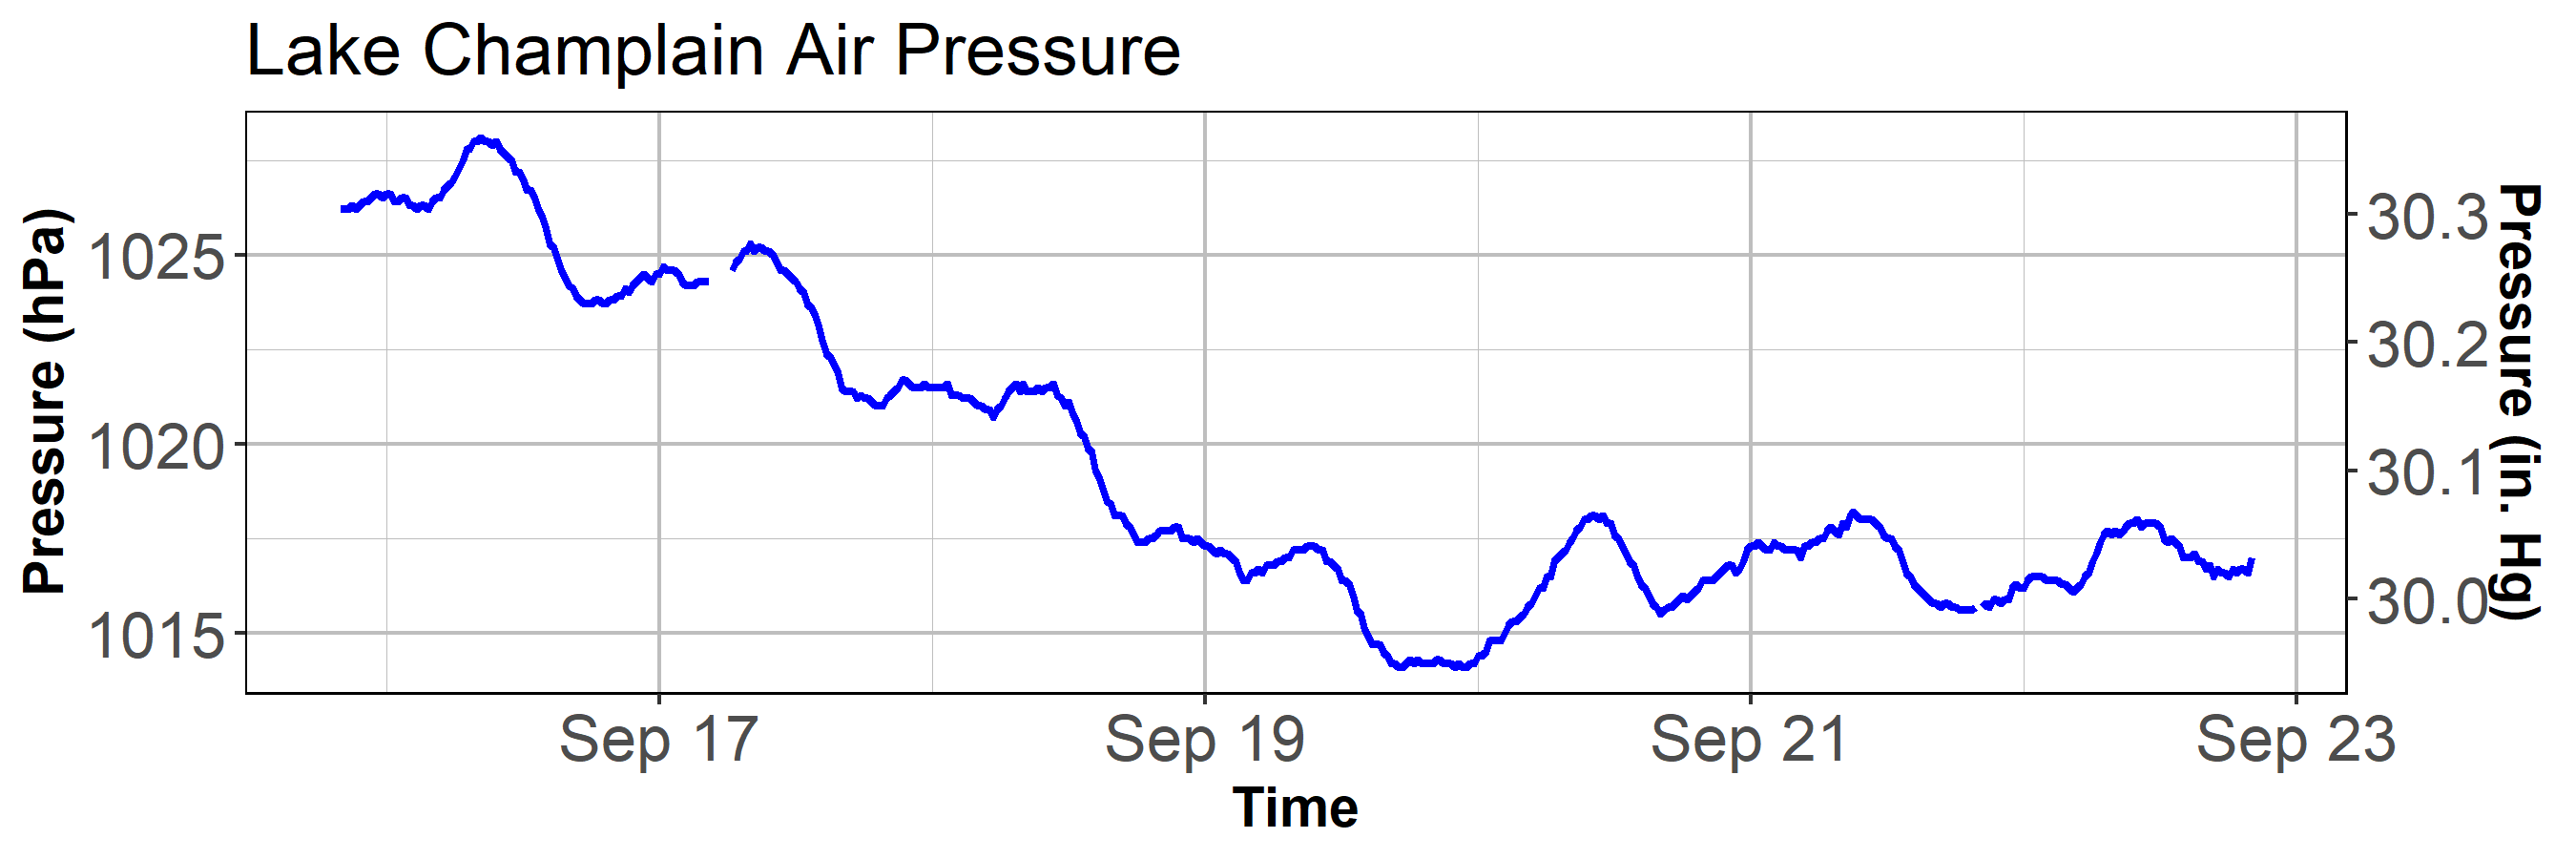 Lake Champlain Air Pressure
Pressure (hPa)
1025
1020
1015
30.3
30.2
30.1
30.0
Pressure (in. Hg)
Sep 17
Sep 19
Sep 21
Sep 23
Time